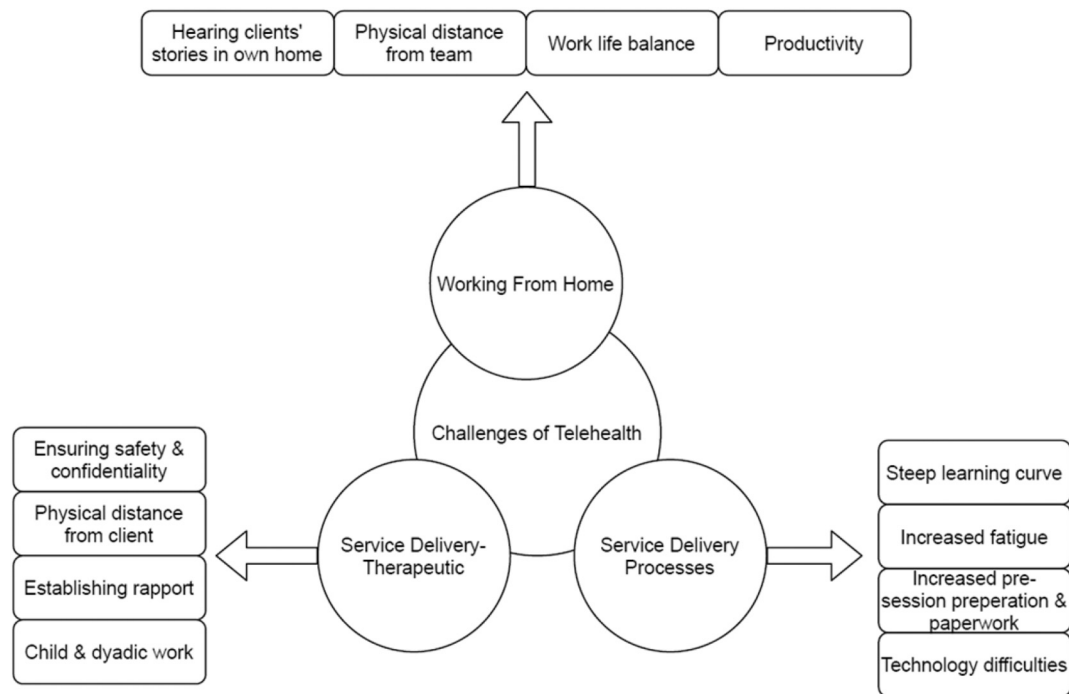 Hearing clients'
stories in own home
Physical distance
from team
Work life balance
Productivity
Working From Home
Challenges of Telehealth
Ensuring safety &
confidentiality
Physical distance
from client
Establishing rapport
Child & dyadic work
Service Delivery-
Therapeutic
Service Delivery
Processes
Steep learning curve
Increased fatigue
Increased pre-
session preperation &
paperwork
Technology difficulties